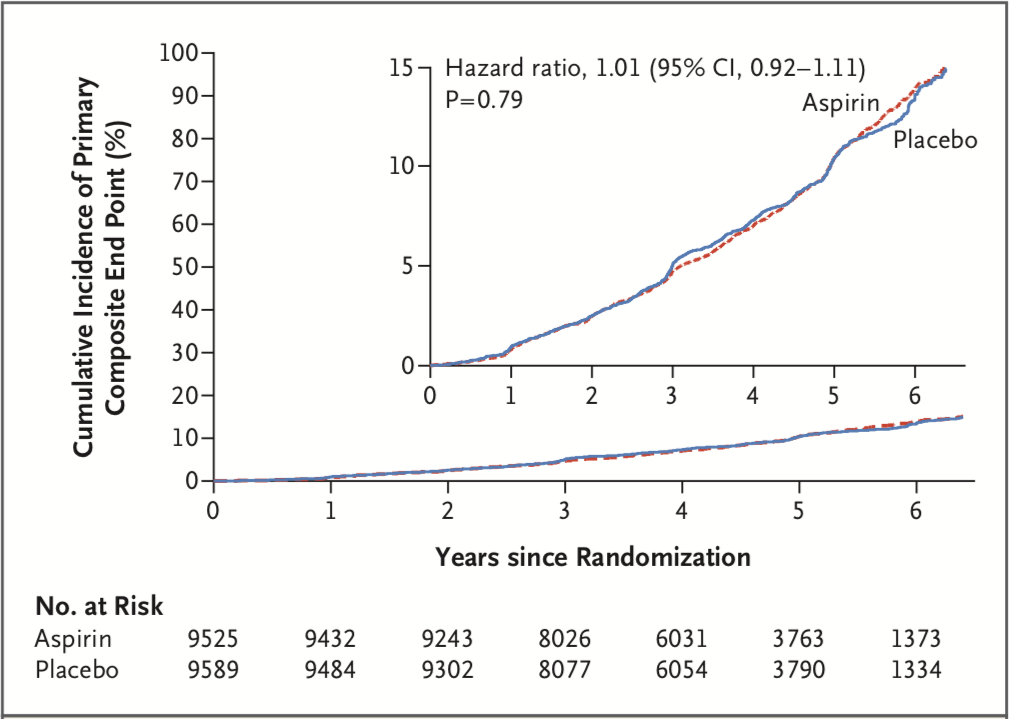 Cumulative Incidence of Primary
Composite End Point (%)
100
90
80
70
60
50
40
30
20
10
0
0 1 2 3 4 5 6
15
10
5
0
0 1 2 3 4 5 6
Hazard ratio, 1.01 (95% CI, 0.92–1.11)
P=0.79
Aspirin
Placebo
Years since Randomization
No. at Risk
Aspirin 9525 9432 9243 8026 6031 3763 1373
Placebo 9589 9484 9302 8077 6054 3790 1334